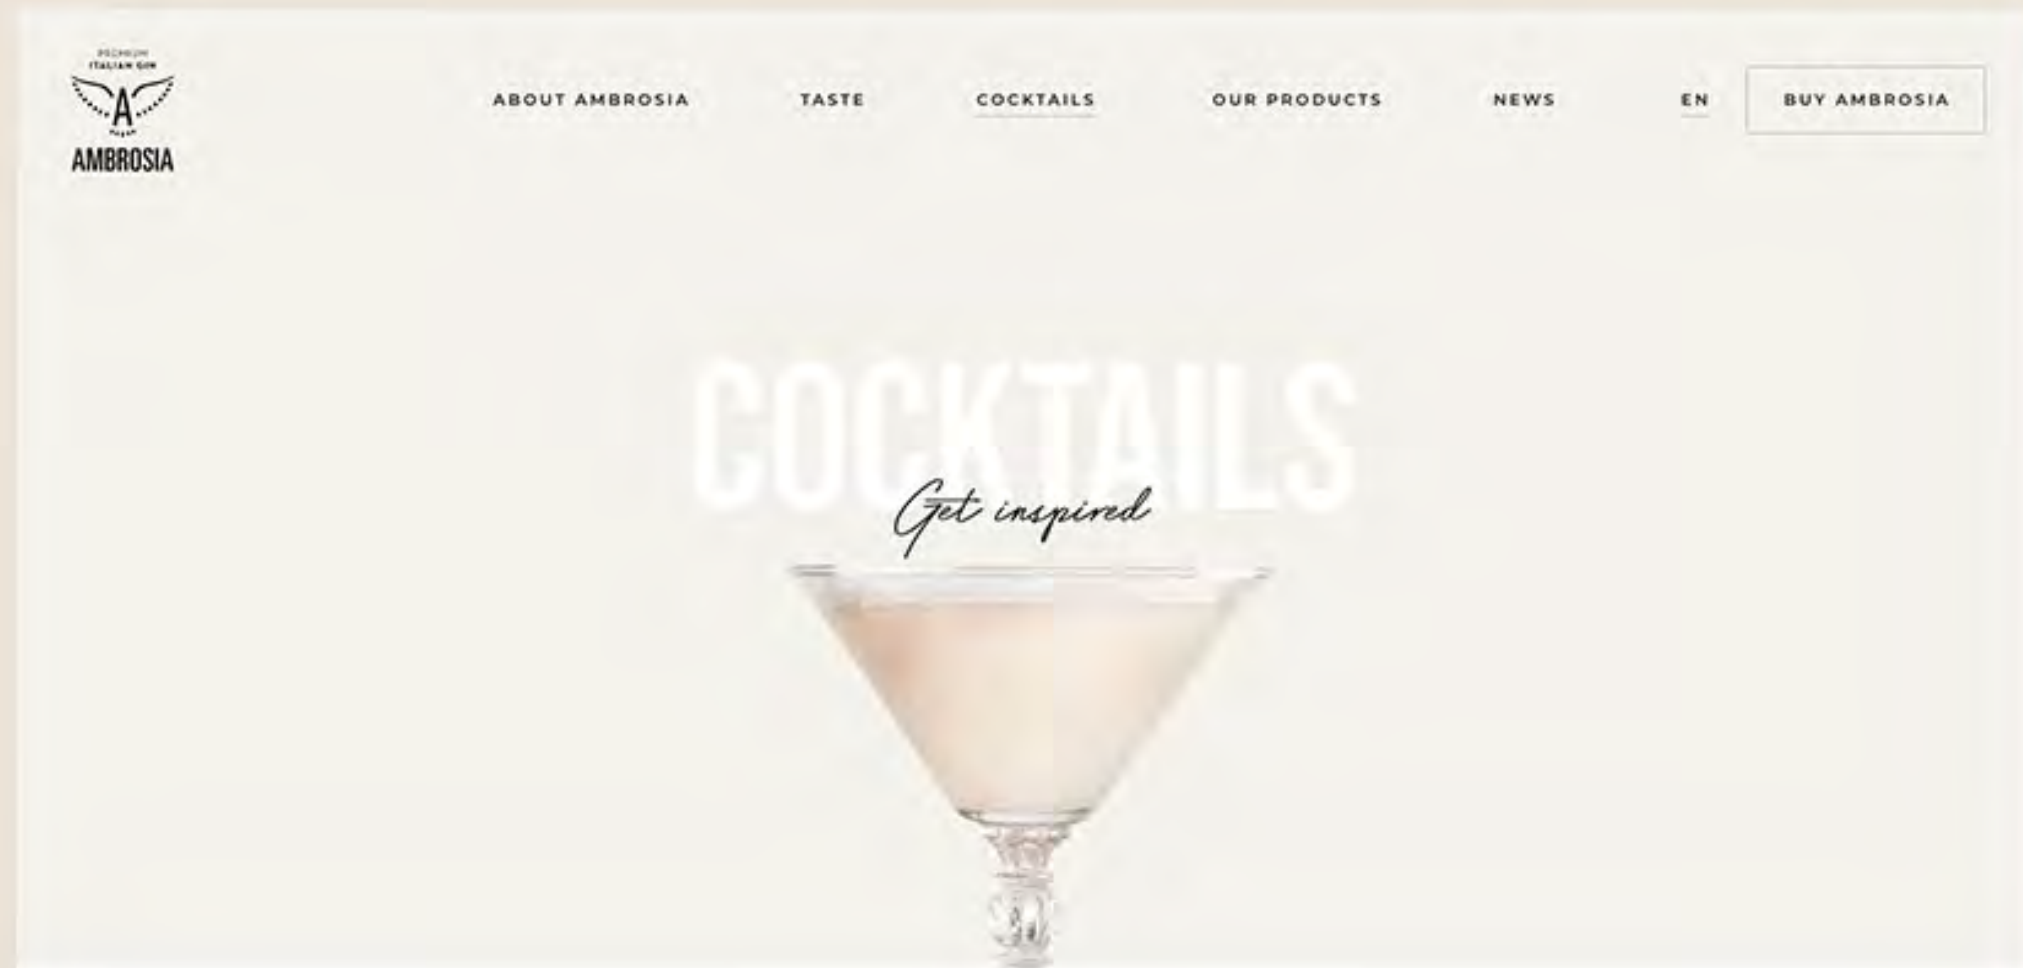 PREMIUM
ITALIAN GIN
A
AMBROSIA
ABOUT AMBROSIA
TASTE
COCKTAILS
OUR PRODUCTS
NEWS
EN
BUY AMBROSIA
COCKTAILS
Get inspired